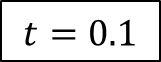 t = 0.1